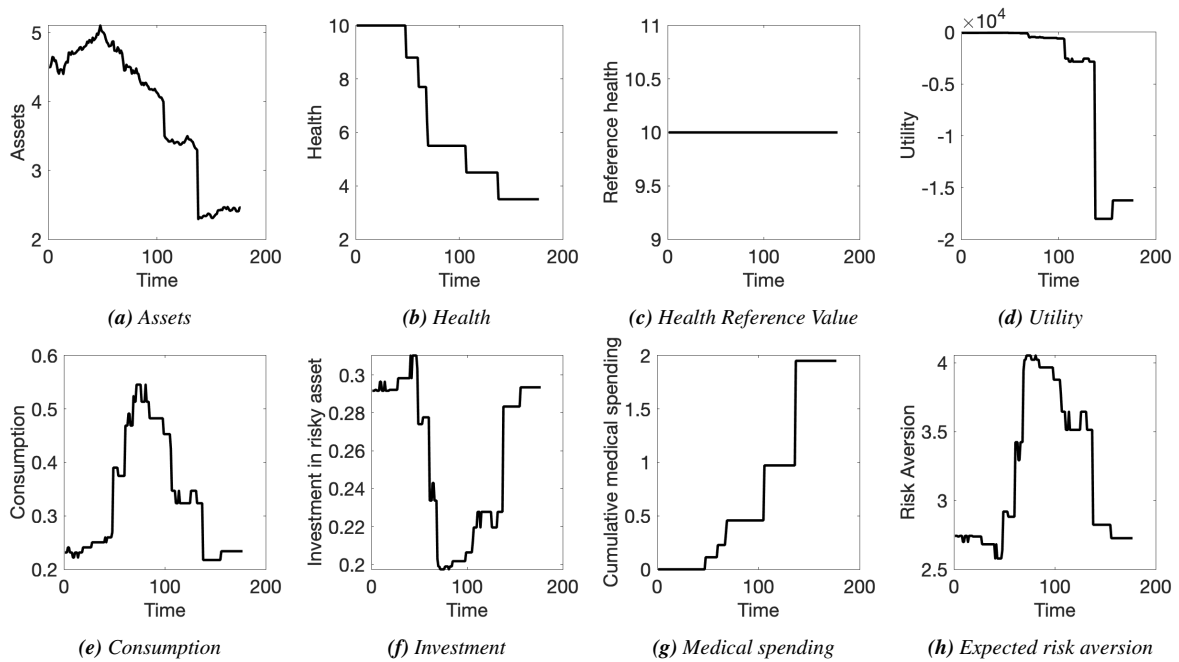 Assets
5
4
3
2
0
100
200
Time
(a) Assets
Health
10
8
6
4
2
0
100
200
Time
(b) Health
Reference health
11
10.5
10
9.5
9
0
100
200
Time
(c) Health Reference Value
Utility
×10⁴
0
-0.5
-1
-1.5
-2
0
100
200
Time
(d) Utility
Consumption
0.6
0.5
0.4
0.3
0.2
0
100
200
Time
(e) Consumption
Investment in risky asset
0.3
0.28
0.26
0.24
0.22
0.2
0
100
200
Time
(f) Investment
Cumulative medical spending
2
1.5
1
0.5
0
0
100
200
Time
(g) Medical spending
Risk Aversion
4
3.5
3
2.5
0
100
200
Time
(h) Expected risk aversion